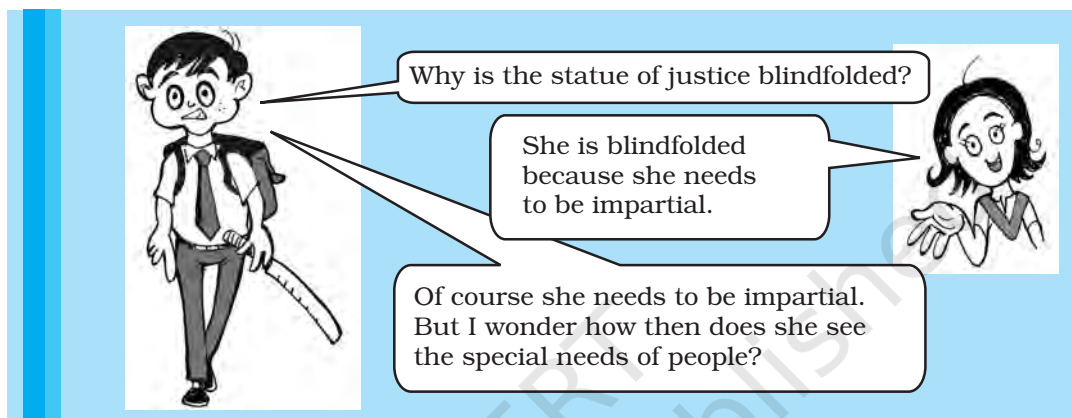 Why is the statue of justice blindfolded?
She is blindfolded
because she needs
to be impartial.
Of course she needs to be impartial.
But I wonder how then does she see
the special needs of people?